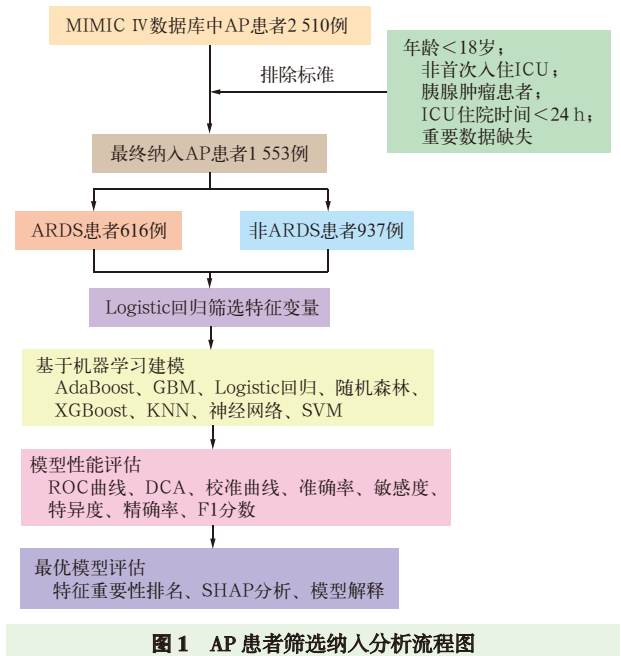 MIMIC Ⅳ数据库中AP患者2 510例
年龄＜18岁；
非首次入住ICU；
胰腺肿瘤患者；
ICU住院时间＜24 h；
重要数据缺失
排除标准
最终纳入AP患者1 553例
ARDS患者616例
非ARDS患者937例
Logistic回归筛选特征变量
基于机器学习建模
AdaBoost、GBM、Logistic回归、随机森林、
XGBoost、KNN、神经网络、SVM
模型性能评估
ROC曲线、DCA、校准曲线、准确率、敏感度、
特异度、精确率、F1分数
最优模型评估
特征重要性排名、SHAP分析、模型解释
图 1 AP 患者筛选纳入分析流程图